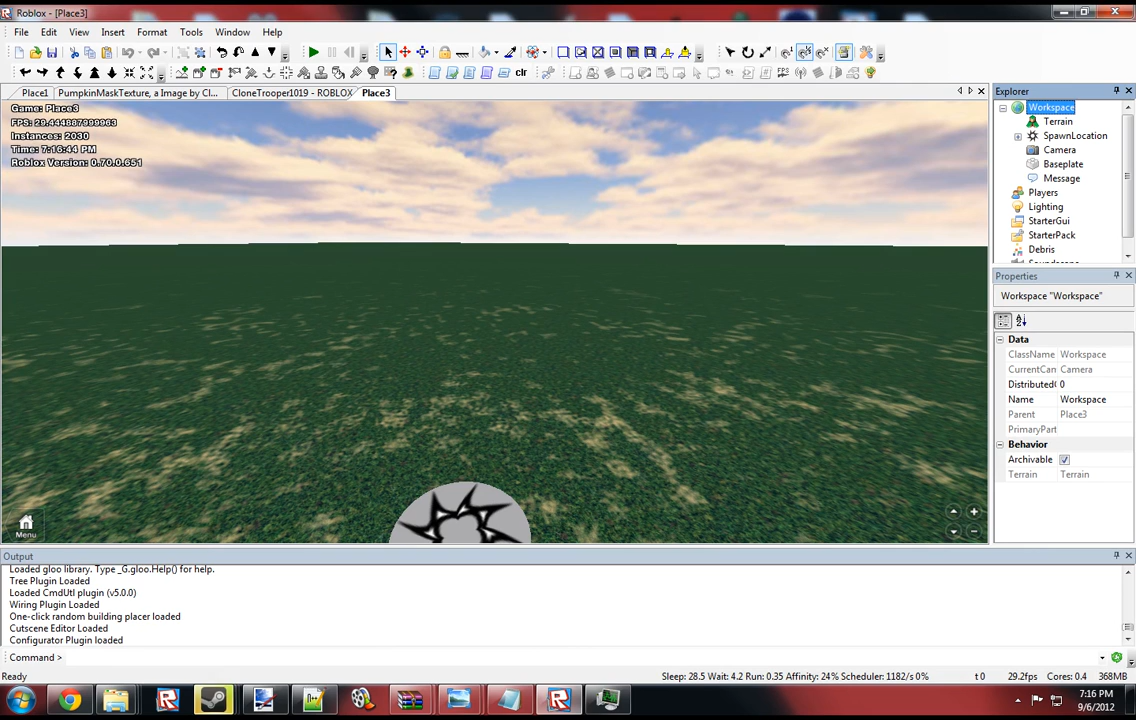 Roblox - [Place3]
File Edit View Insert Format Tools Window Help
clr
Place1 PumpkinMaskTexture, a Image by Cl... CloneTrooper1019 - ROBLOX Place3
Game: Place3
FPS: 29.444887999963
Instances: 2030
Time: 7:16:44 PM
Roblox Version: 0.70.0.651
Menu
Explorer
Workspace
Terrain
SpawnLocation
Camera
Baseplate
Message
Players
Lighting
StarterGui
StarterPack
Debris
Soundscape
Properties
Workspace "Workspace"
Data
ClassName Workspace
CurrentCam Camera
Distributed 0
Name Workspace
Parent Place3
PrimaryPart
Behavior
Archivable
Terrain Terrain
Output
Loaded gloo library. Type _G.gloo.Help() for help.
Tree Plugin Loaded
Loaded CmdUtl plugin (v5.0.0)
Wiring Plugin Loaded
One-click random building placer loaded
Cutscene Editor Loaded
Configurator Plugin loaded
Command >
Ready Sleep: 28.5 Wait: 4.2 Run: 0.35 Affinity: 24% Scheduler: 1182/s 0% t 0 29.2fps Cores: 0.4 368MB
7:16 PM
9/6/2012